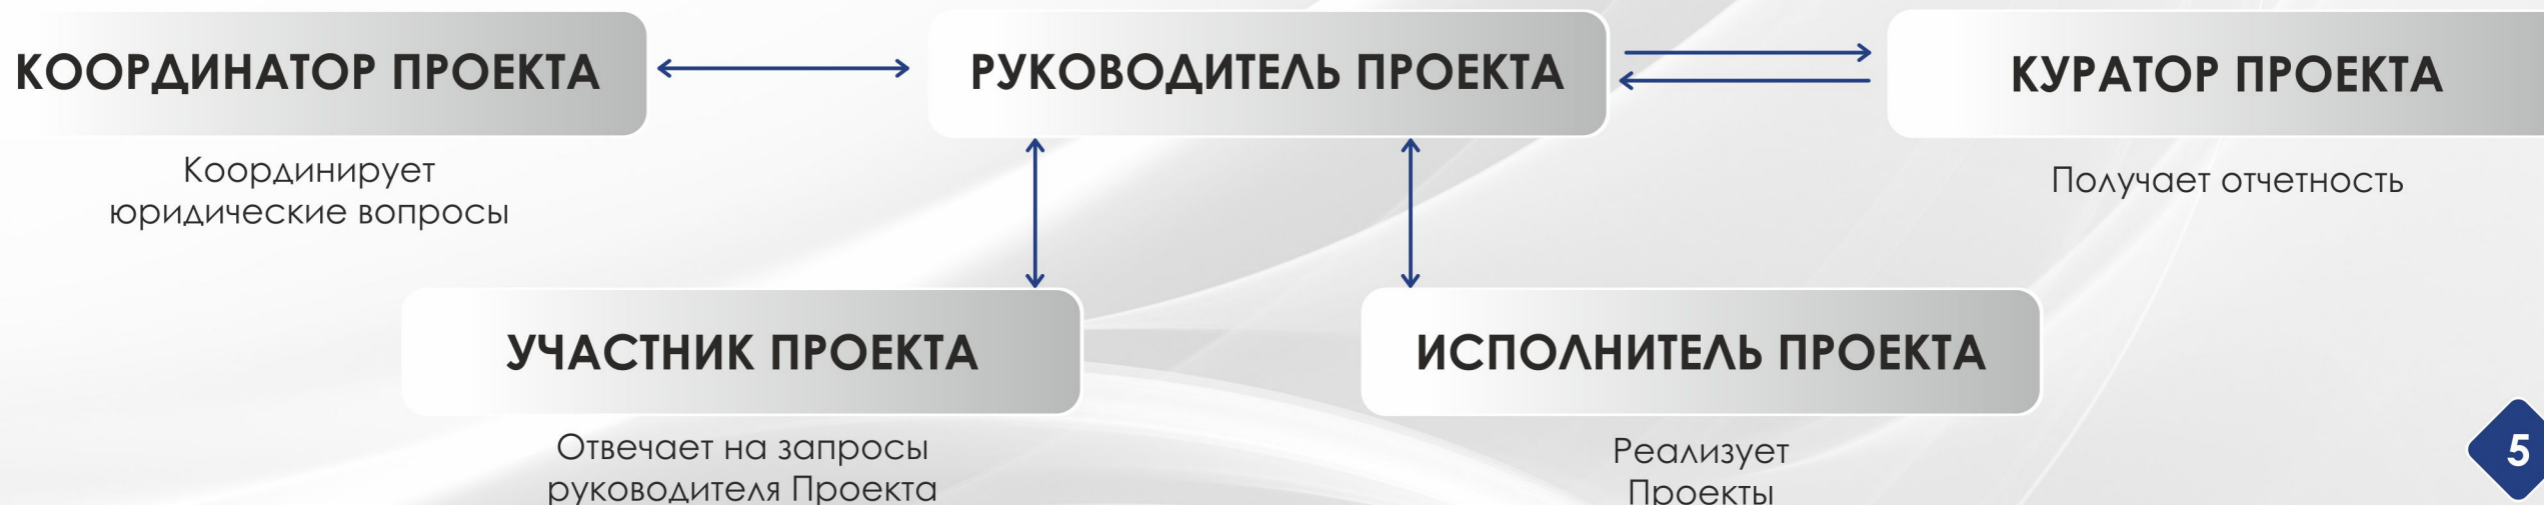 КООРДИНАТОР ПРОЕКТА
РУКОВОДИТЕЛЬ ПРОЕКТА
КУРАТОР ПРОЕКТА
Координирует
юридические вопросы
Получает отчетность
УЧАСТНИК ПРОЕКТА
ИСПОЛНИТЕЛЬ ПРОЕКТА
Отвечает на запросы
руководителя Проекта
Реализует
Проекты
5